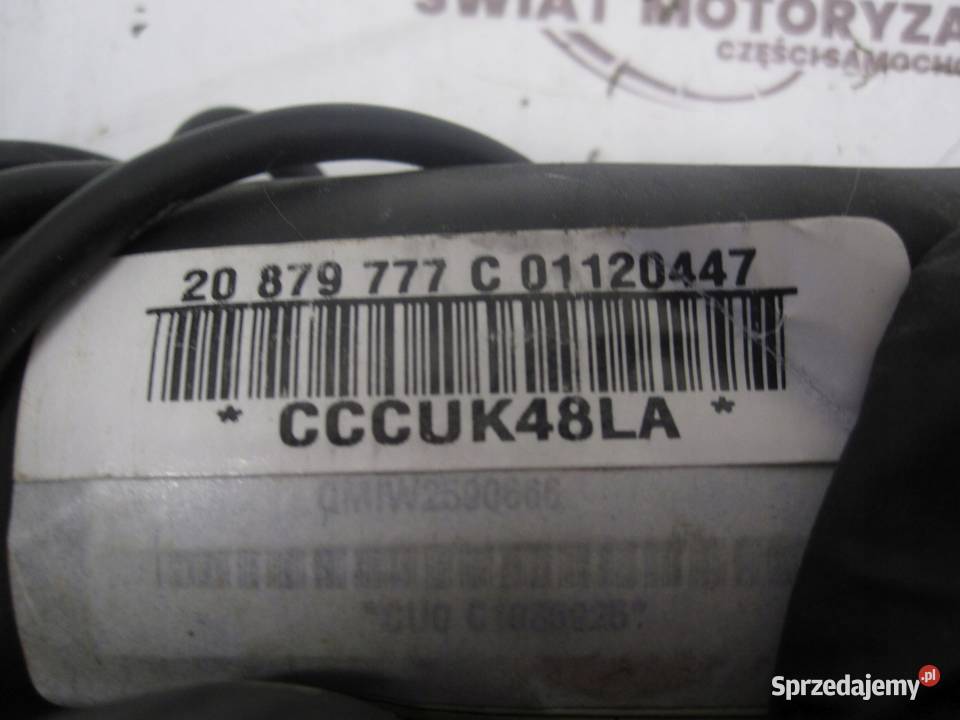 ŚWIAT MOTORYZA
CZĘŚCI SAMOCHO
20 879 777 C 01120447
* CCCUK48LA *
Sprzedajemy.pl